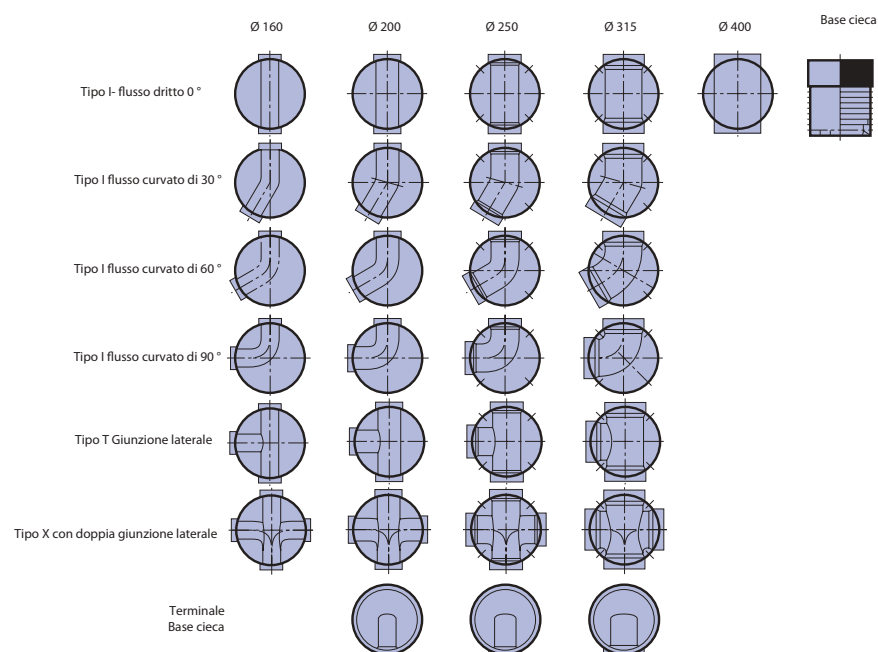 Ø 160
Ø 200
Ø 250
Ø 315
Ø 400
Base cieca
Tipo I- flusso dritto 0 °
Tipo I flusso curvato di 30 °
Tipo I flusso curvato di 60 °
Tipo I flusso curvato di 90 °
Tipo T Giunzione laterale
Tipo X con doppia giunzione laterale
Terminale
Base cieca